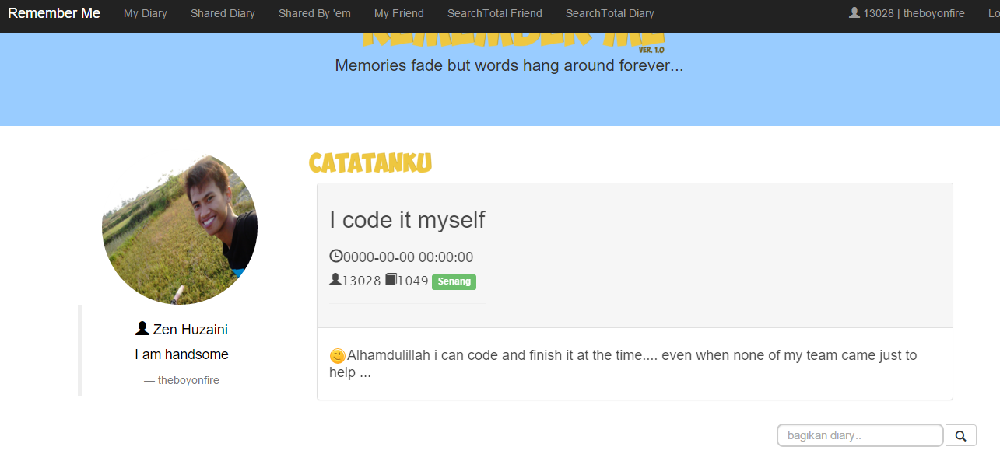 Remember Me My Diary Shared Diary Shared By 'em My Friend SearchTotal Friend SearchTotal Diary 13028 | theboyonfire Lo
REMEMBER ME
VER. 1.0
Memories fade but words hang around forever...
CATATANKU
I code it myself
0000-00-00 00:00:00
13028 1049 Senang
Zen Huzaini
I am handsome
— theboyonfire
Alhamdulillah i can code and finish it at the time.... even when none of my team came just to
help ...
bagikan diary..